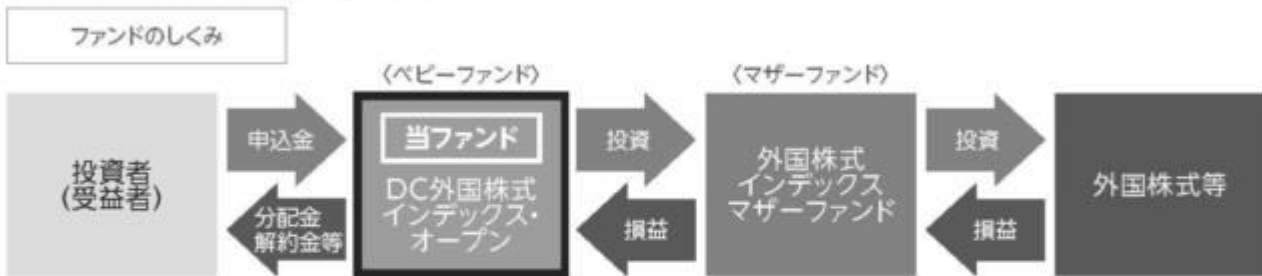 ファンドのしくみ
〈ベビーファンド〉
〈マザーファンド〉
投資者
(受益者)
申込金
分配金
解約金等
当ファンド
DC外国株式
インデックス・
オープン
投資
損益
外国株式
インデックス
マザーファンド
投資
損益
外国株式等